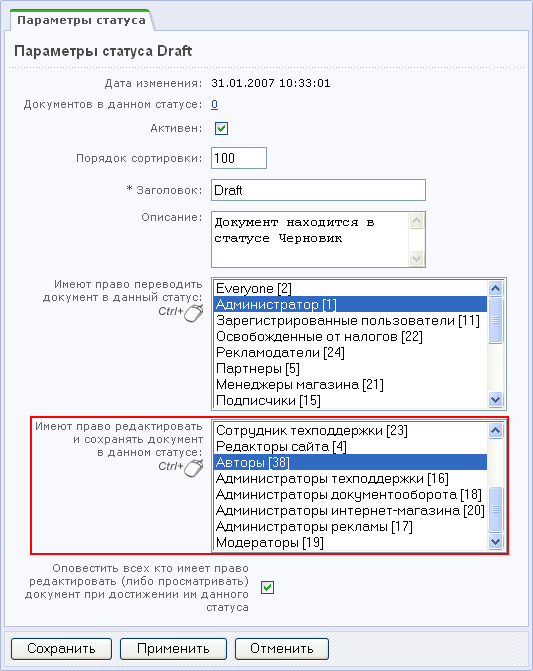 Параметры статуса
Параметры статуса Draft
Дата изменения: 31.01.2007 10:33:01
Документов в данном статусе: 0
Активен:
Порядок сортировки: 100
* Заголовок: Draft
Описание: Документ находится в
статусе Черновик
Имеют право переводить
документ в данный статус:
Ctrl+
Everyone [2]
Администратор [1]
Зарегистрированные пользователи [11]
Освобожденные от налогов [22]
Рекламодатели [24]
Партнеры [5]
Менеджеры магазина [21]
Подписчики [15]
Имеют право редактировать
и сохранять документ
в данном статусе:
Ctrl+
Сотрудник техподдержки [23]
Редакторы сайта [4]
Авторы [38]
Администраторы техподдержки [16]
Администраторы документооборота [18]
Администраторы интернет-магазина [20]
Администраторы рекламы [17]
Модераторы [19]
Оповестить всех кто имеет право
редактировать (либо просматривать)
документ при достижении им данного
статуса
Сохранить
Применить
Отменить